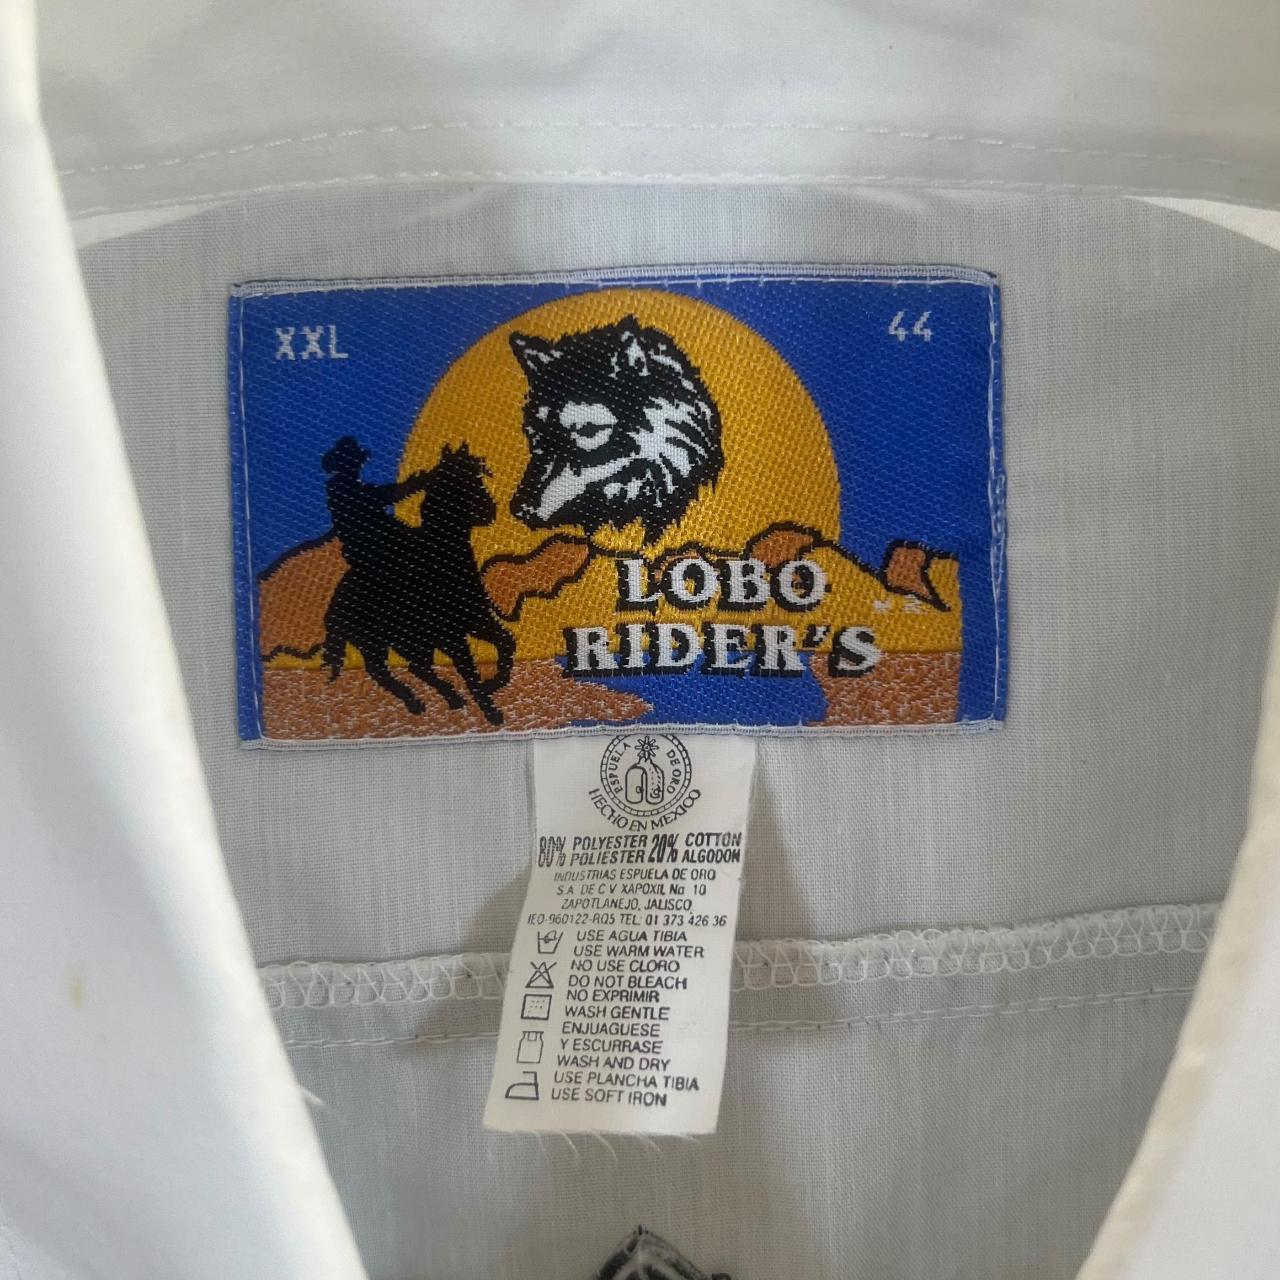 XXL 44
LOBO
RIDER'S
M.R.
ESPUELA DE ORO
HECHO EN MEXICO
80% POLYESTER 20% COTTON
POLIESTER ALGODON
INDUSTRIAS ESPUELA DE ORO
S.A. DE C V XAPOXIL No 10
ZAPOTLANEJO, JALISCO,
IEO-960122-RQ5 TEL: 01 373 426 36
USE AGUA TIBIA
USE WARM WATER
NO USE CLORO
DO NOT BLEACH
NO EXPRIMIR
WASH GENTLE
ENJUAGUESE
Y ESCURRASE
WASH AND DRY
USE PLANCHA TIBIA
USE SOFT IRON